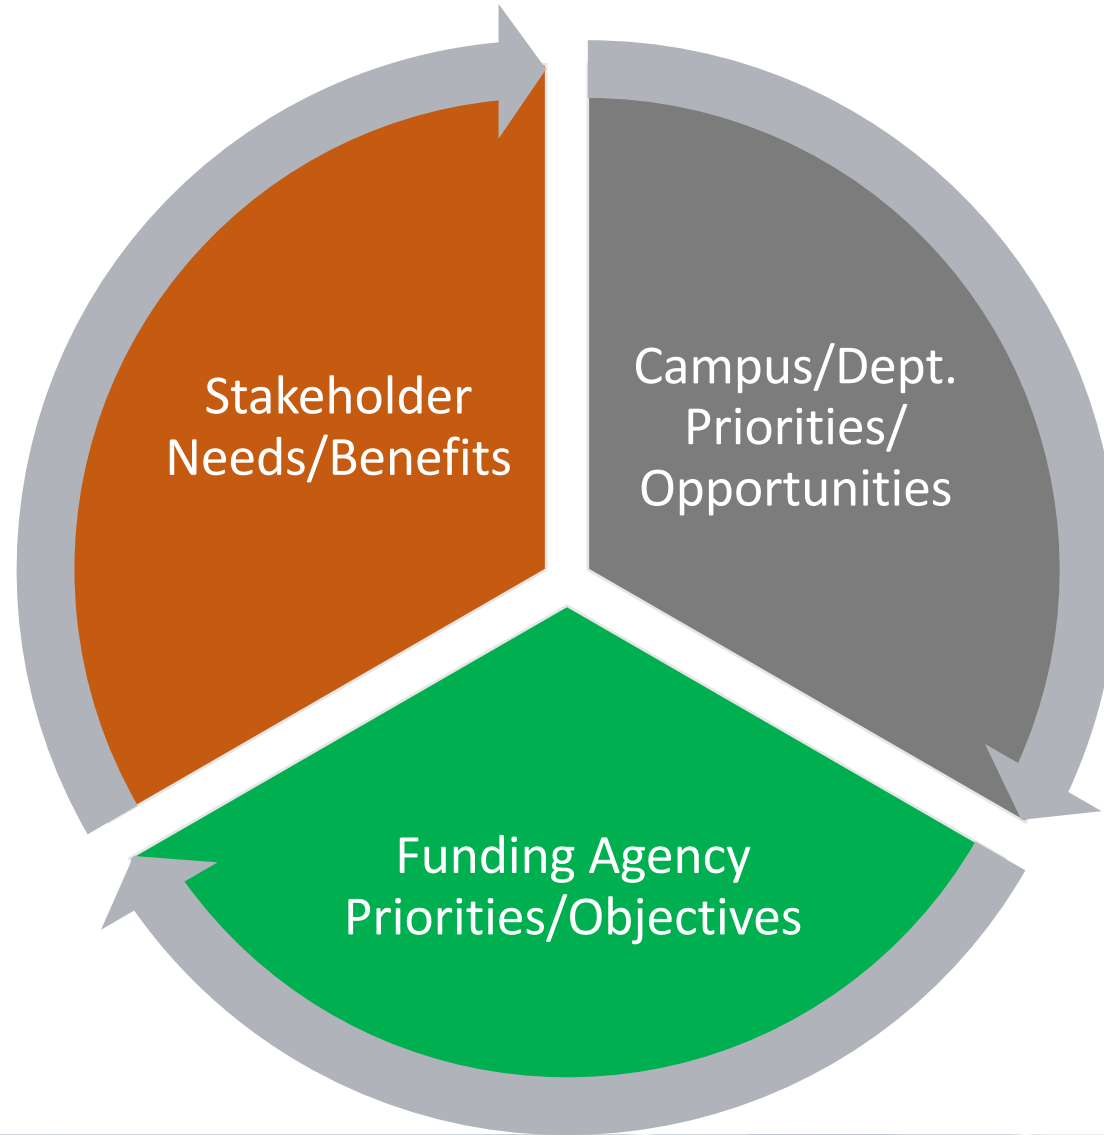 Stakeholder
Needs/Benefits
Campus/Dept.
Priorities/
Opportunities
Funding Agency
Priorities/Objectives